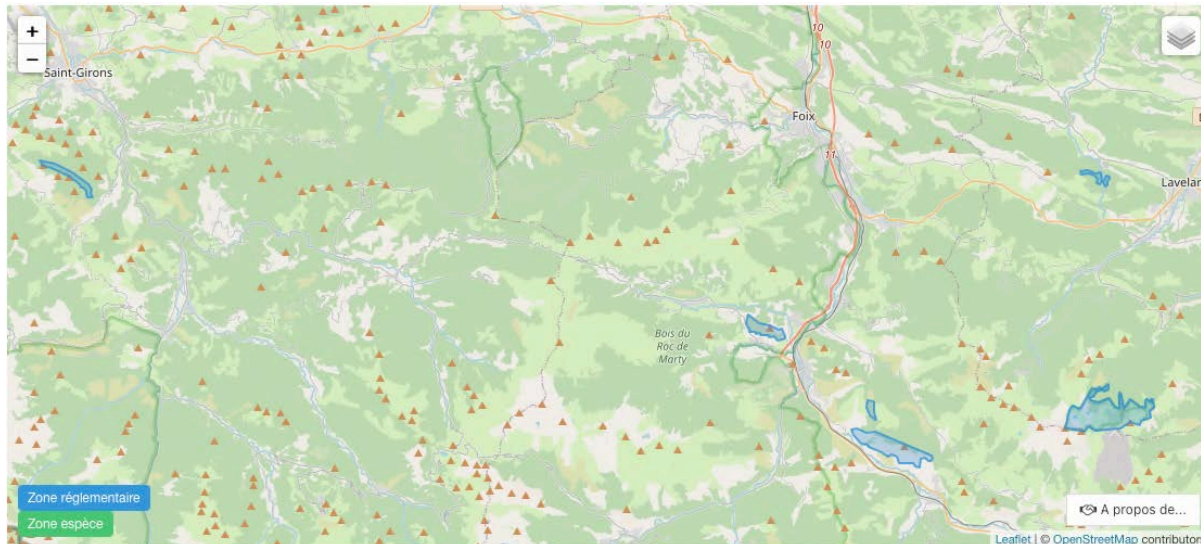 +
−
Saint-Girons
10
10
Foix
11
D
Lavelan
Bois du
Roc de
Marty
Zone réglementaire
Zone espèce
A propos de...
Leaflet | © OpenStreetMap contributor